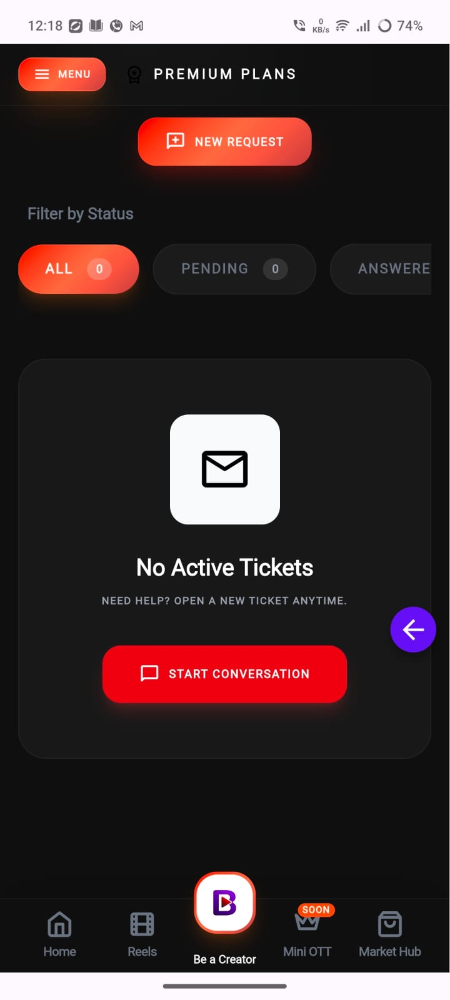 12:18
0
KB/s
74%
MENU
PREMIUM PLANS
NEW REQUEST
Filter by Status
ALL 0
PENDING 0
ANSWERE
No Active Tickets
NEED HELP? OPEN A NEW TICKET ANYTIME.
START CONVERSATION
SOON
Home
Reels
Be a Creator
Mini OTT
Market Hub